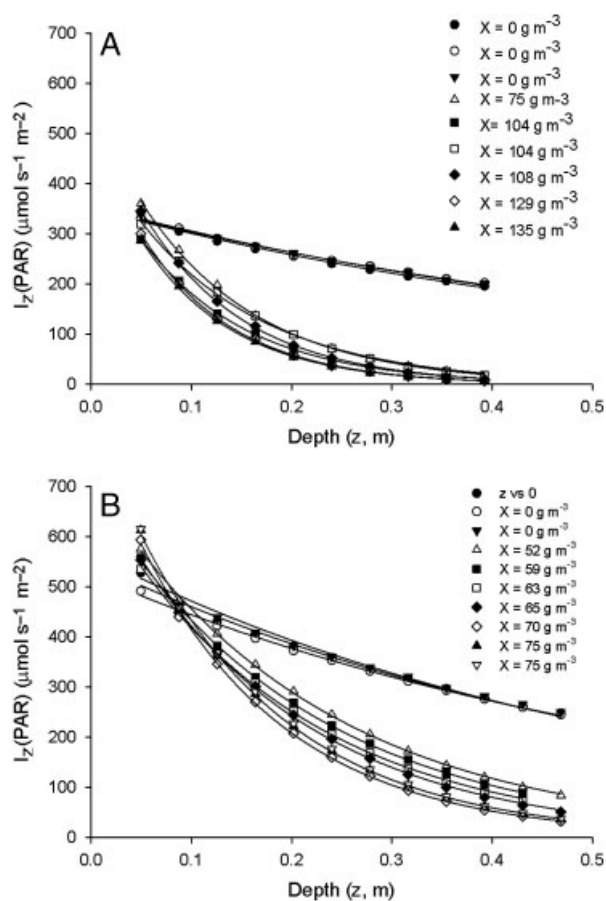 A
X = 0 g m⁻³
X = 0 g m⁻³
X = 0 g m⁻³
X = 75 g m-3
X= 104 g m⁻³
X = 104 g m⁻³
X = 108 g m⁻³
X = 129 g m⁻³
X = 135 g m⁻³
700
600
500
400
300
200
100
0
I_Z(PAR) (µmol s⁻¹ m⁻²)
0.0 0.1 0.2 0.3 0.4 0.5
Depth (z, m)
B
z vs 0
X = 0 g m⁻³
X = 0 g m⁻³
X = 52 g m⁻³
X = 59 g m⁻³
X = 63 g m⁻³
X = 65 g m⁻³
X = 70 g m⁻³
X = 75 g m⁻³
X = 75 g m⁻³
700
600
500
400
300
200
100
0
I_Z(PAR) (µmol s⁻¹ m⁻²)
0.0 0.1 0.2 0.3 0.4 0.5
Depth (z, m)